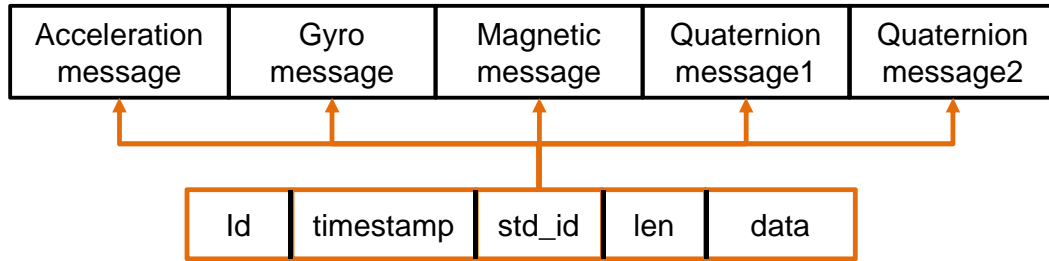 Acceleration message
Gyro message
Magnetic message
Quaternion message1
Quaternion message2
Id
timestamp
std_id
len
data